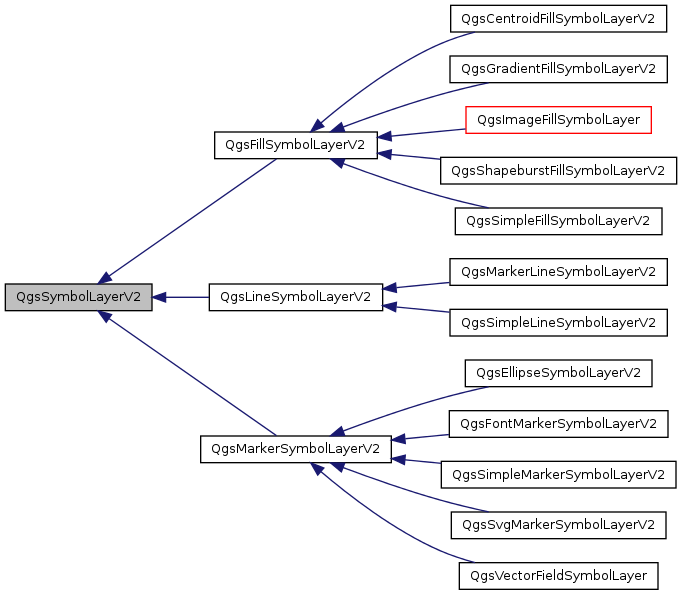 QgsCentroidFillSymbolLayerV2
QgsGradientFillSymbolLayerV2
QgsImageFillSymbolLayer
QgsFillSymbolLayerV2
QgsShapeburstFillSymbolLayerV2
QgsSimpleFillSymbolLayerV2
QgsMarkerLineSymbolLayerV2
QgsSymbolLayerV2
QgsLineSymbolLayerV2
QgsSimpleLineSymbolLayerV2
QgsEllipseSymbolLayerV2
QgsFontMarkerSymbolLayerV2
QgsMarkerSymbolLayerV2
QgsSimpleMarkerSymbolLayerV2
QgsSvgMarkerSymbolLayerV2
QgsVectorFieldSymbolLayer